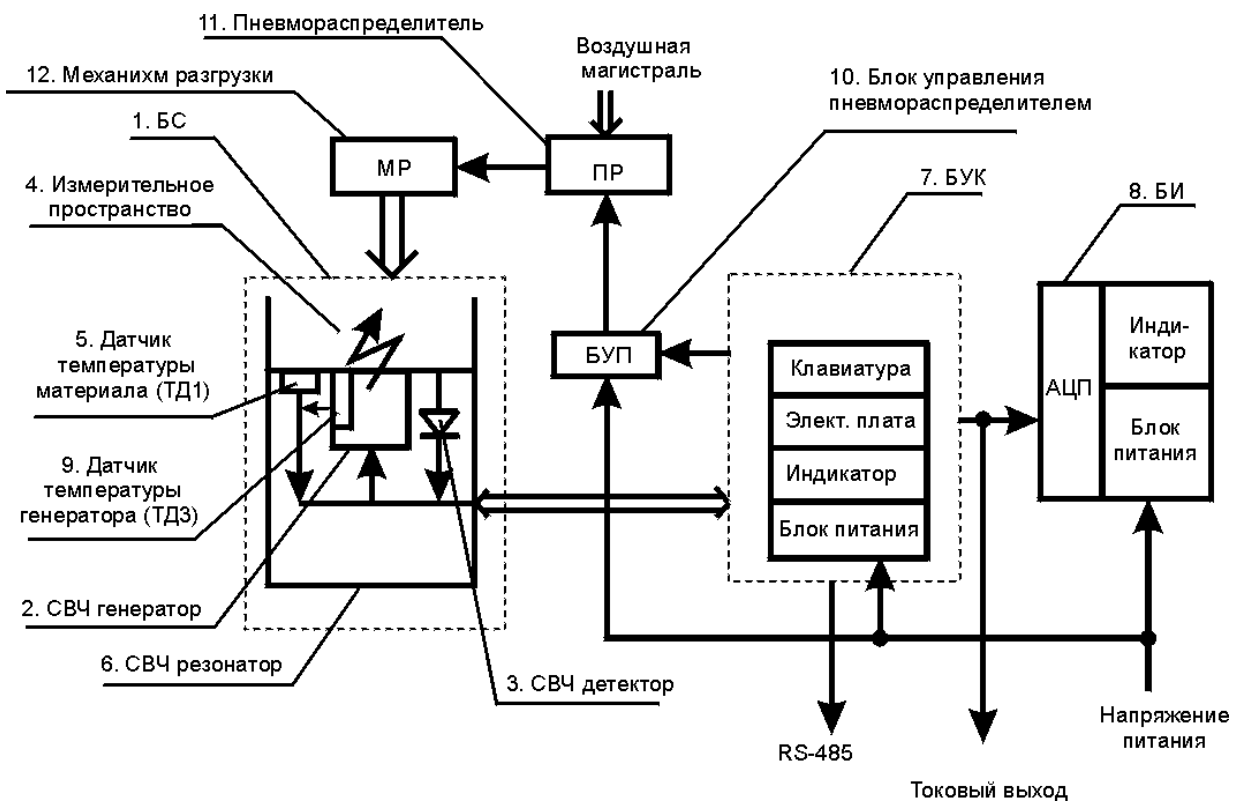 11. Пневмораспределитель
Воздушная
магистраль
12. Механихм разгрузки
10. Блок управления
пневмораспределителем
1. БС
МР
ПР
7. БУК
4. Измерительное
пространство
8. БИ
5. Датчик
температуры
материала (ТД1)
БУП
Клавиатура
Элект. плата
Индикатор
Блок питания
АЦП
Инди-
катор
Блок
питания
9. Датчик
температуры
генератора (ТД3)
2. СВЧ генератор
6. СВЧ резонатор
3. СВЧ детектор
RS-485
Напряжение
питания
Токовый выход